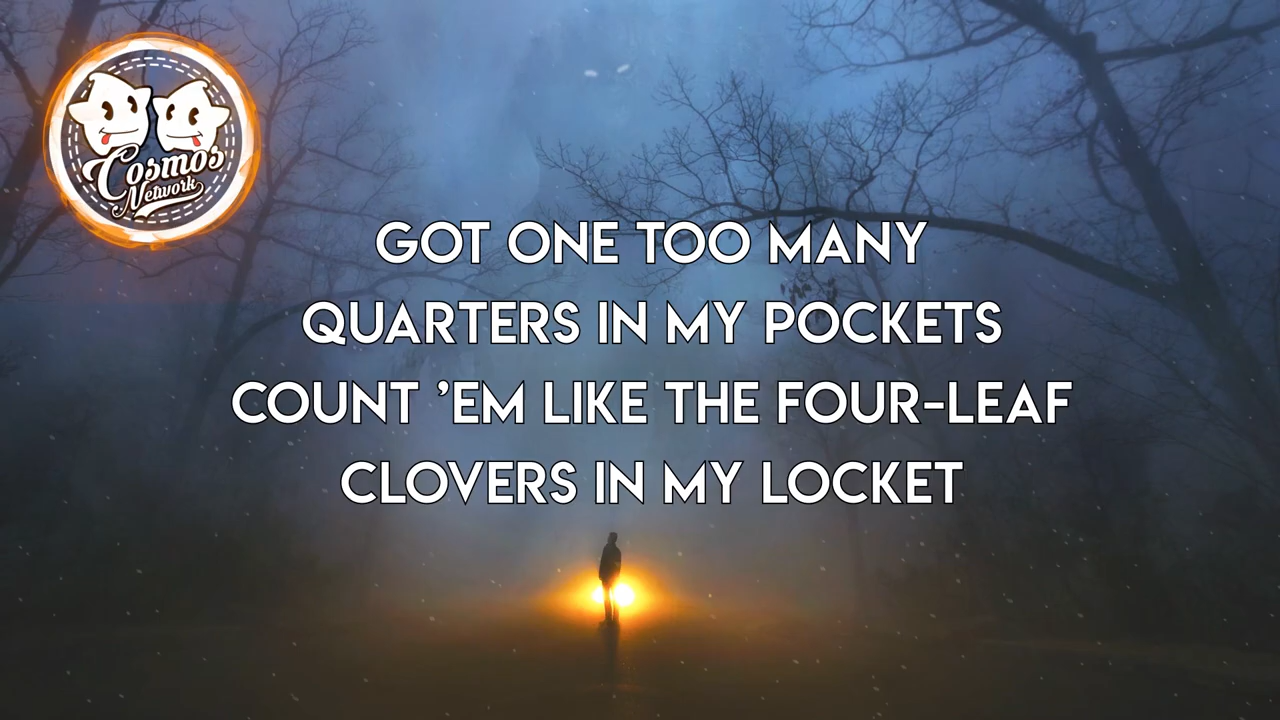 Cosmos
Network
GOT ONE TOO MANY
QUARTERS IN MY POCKETS
COUNT ’EM LIKE THE FOUR-LEAF
CLOVERS IN MY LOCKET